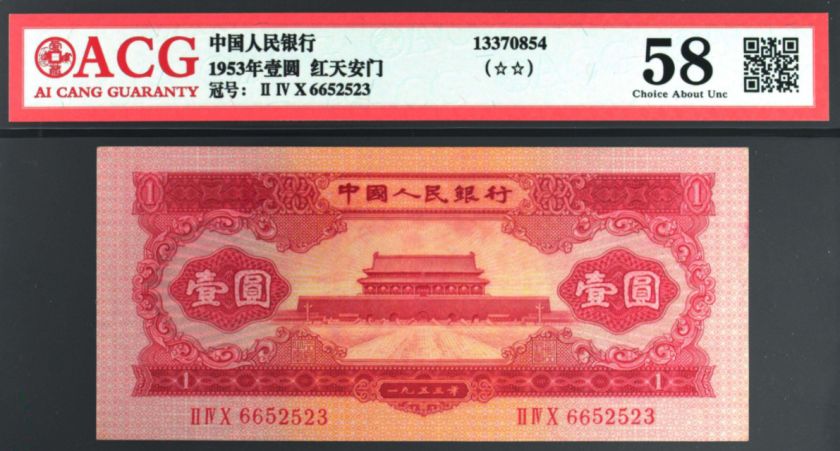 ACG
AI CANG GUARANTY
中国人民银行
1953年壹圆 红天安门
冠号: II IV X 6652523
13370854
(☆☆)
58
Choice About Unc
中國人民銀行
1 1
壹圓 壹圓
1 1
一九五三年
II IV X 6652523 II IV X 6652523